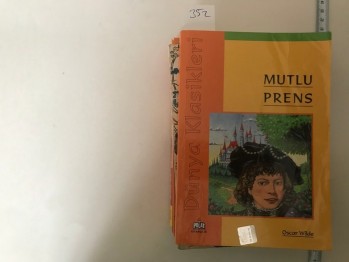 352
Dünya Klasikleri
MUTLU
PRENS
Oscar Wilde